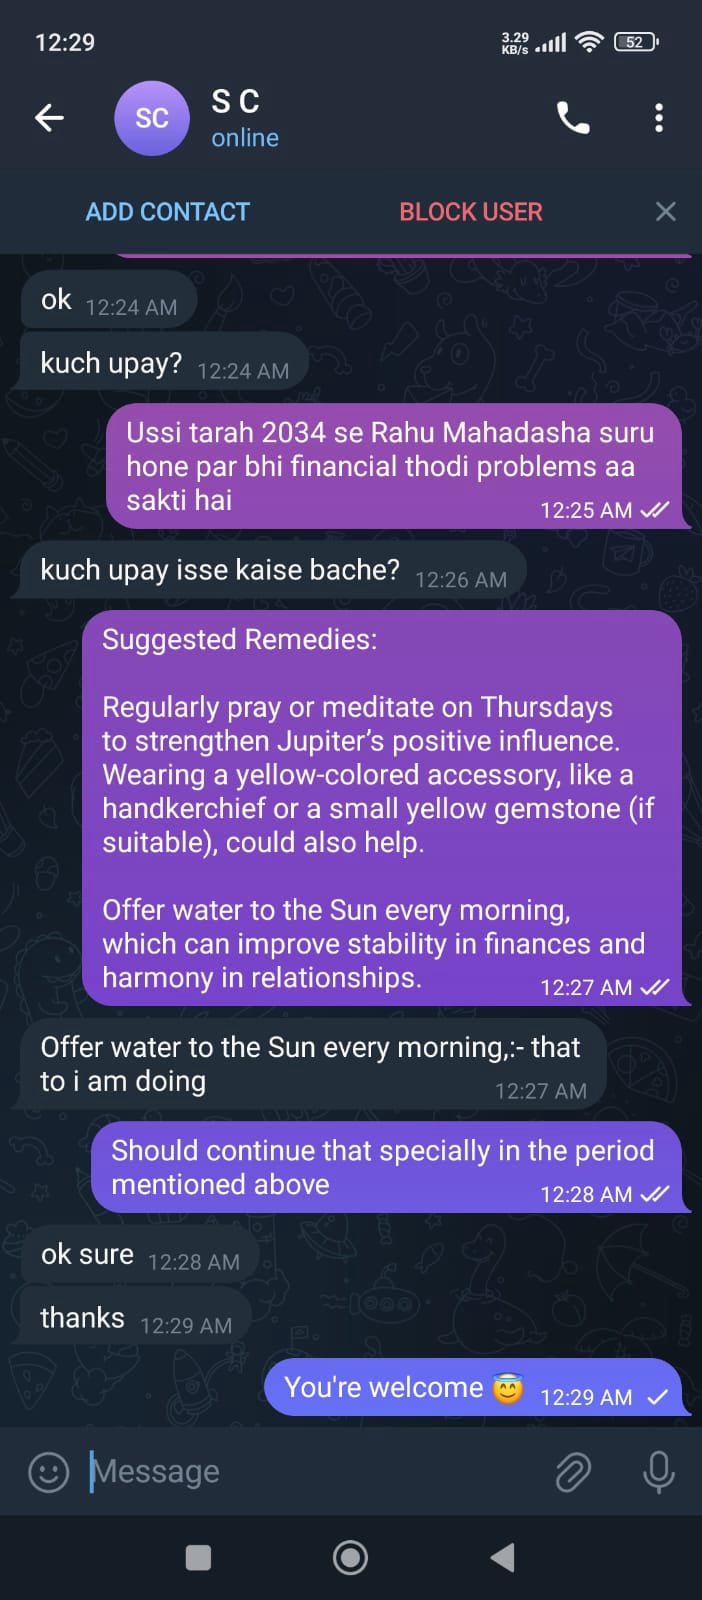 12:29
3.29
KB/s
52
SC
S C
online
ADD CONTACT
BLOCK USER
ok 12:24 AM
kuch upay? 12:24 AM
Ussi tarah 2034 se Rahu Mahadasha suru
hone par bhi financial thodi problems aa
sakti hai
12:25 AM
kuch upay isse kaise bache? 12:26 AM
Suggested Remedies:
Regularly pray or meditate on Thursdays
to strengthen Jupiter’s positive influence.
Wearing a yellow-colored accessory, like a
handkerchief or a small yellow gemstone (if
suitable), could also help.
Offer water to the Sun every morning,
which can improve stability in finances and
harmony in relationships.
12:27 AM
Offer water to the Sun every morning,:- that
to i am doing
12:27 AM
Should continue that specially in the period
mentioned above
12:28 AM
ok sure 12:28 AM
thanks 12:29 AM
You're welcome 😇 12:29 AM
Message